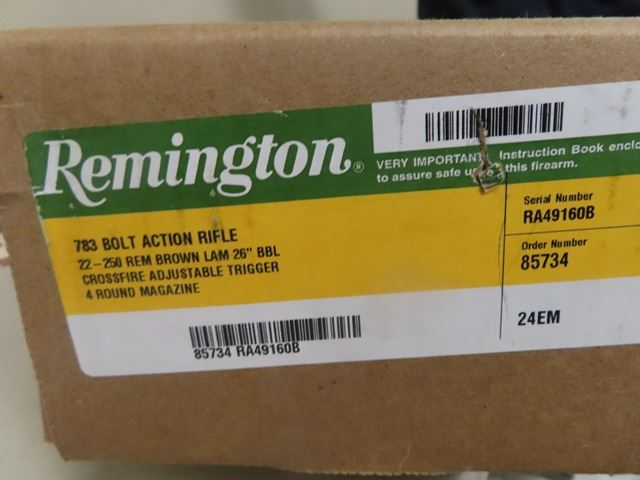 Remington®
VERY IMPORTANT Instruction Book
to assure safe this firearm.
783 BOLT ACTION RIFLE
22-250 REM BROWN LAM 26" BBL
CROSSFIRE ADJUSTABLE TRIGGER
4 ROUND MAGAZINE
85734 RA49160B
Serial Number
RA49160B
Order Number
85734
24EM